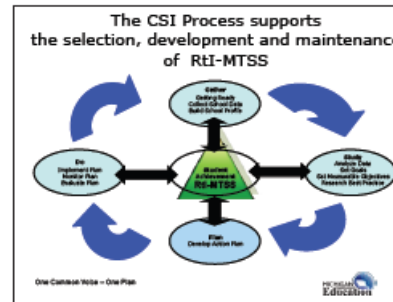 The CSI Process supports
the selection, development and maintenance
of RtI-MTSS
Gather
Getting Ready
Collect School Data
Build School Profile
Do
Implement Plan
Monitor Plan
Evaluate Plan
Student
Achievement
RtI-MTSS
Study
Analyze Data
Set Goals
Set Measurable Objectives
Research Best Practice
Plan
Develop Action Plan
One Common Voice – One Plan
MICHIGAN
Education